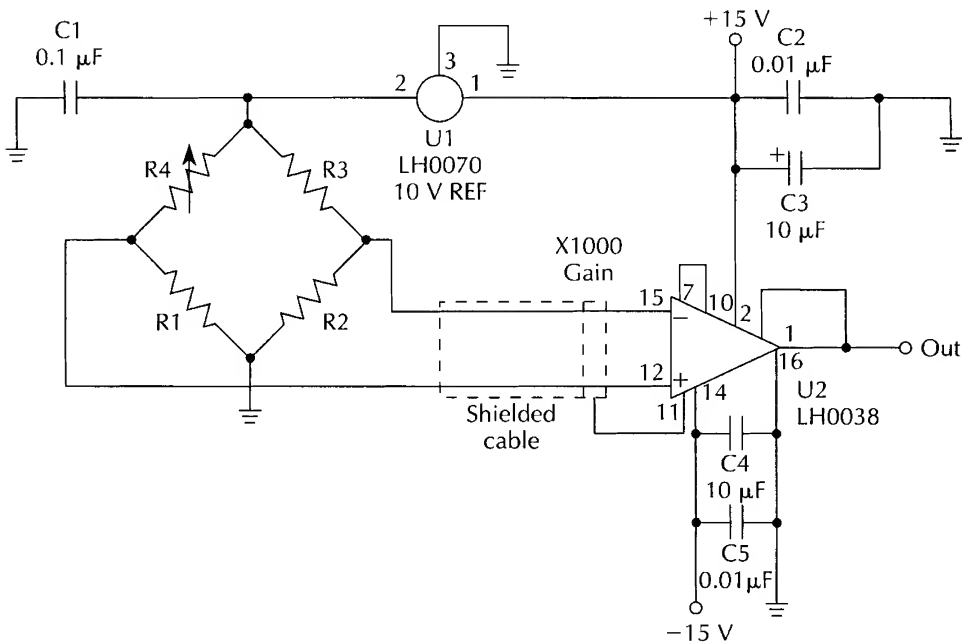 C1
0.1 μF
+15 V
C2
0.01 μF
3
2
1
U1
LH0070
10 V REF
+
C3
10 μF
R4
R3
R1
R2
X1000
Gain
Shielded
cable
15
7
10
2
−
12
+
11
14
1
16
Out
U2
LH0038
C4
10 μF
C5
0.01μF
−15 V